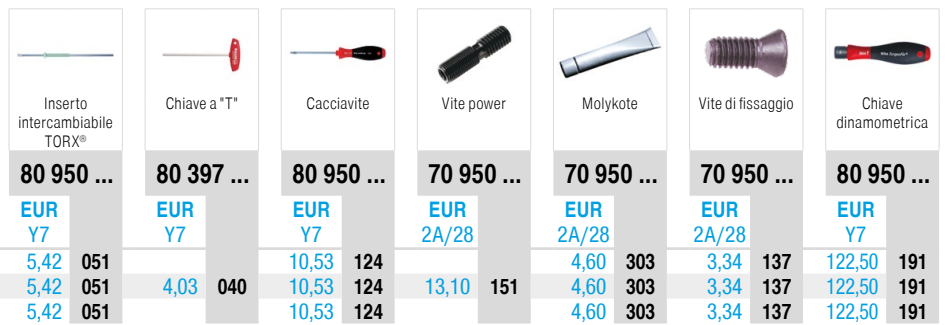 Inserto
intercambiabile
TORX®
Chiave a "T"
Cacciavite
Vite power
Molykote
Vite di fissaggio
Chiave
dinamometrica
80 950 ... 80 397 ... 80 950 ... 70 950 ... 70 950 ... 70 950 ... 80 950 ...
EUR EUR EUR EUR EUR EUR EUR
Y7 Y7 Y7 2A/28 2A/28 2A/28 Y7
5,42 051 10,53 124 4,60 303 3,34 137 122,50 191
5,42 051 4,03 040 10,53 124 13,10 151 4,60 303 3,34 137 122,50 191
5,42 051 10,53 124 4,60 303 3,34 137 122,50 191